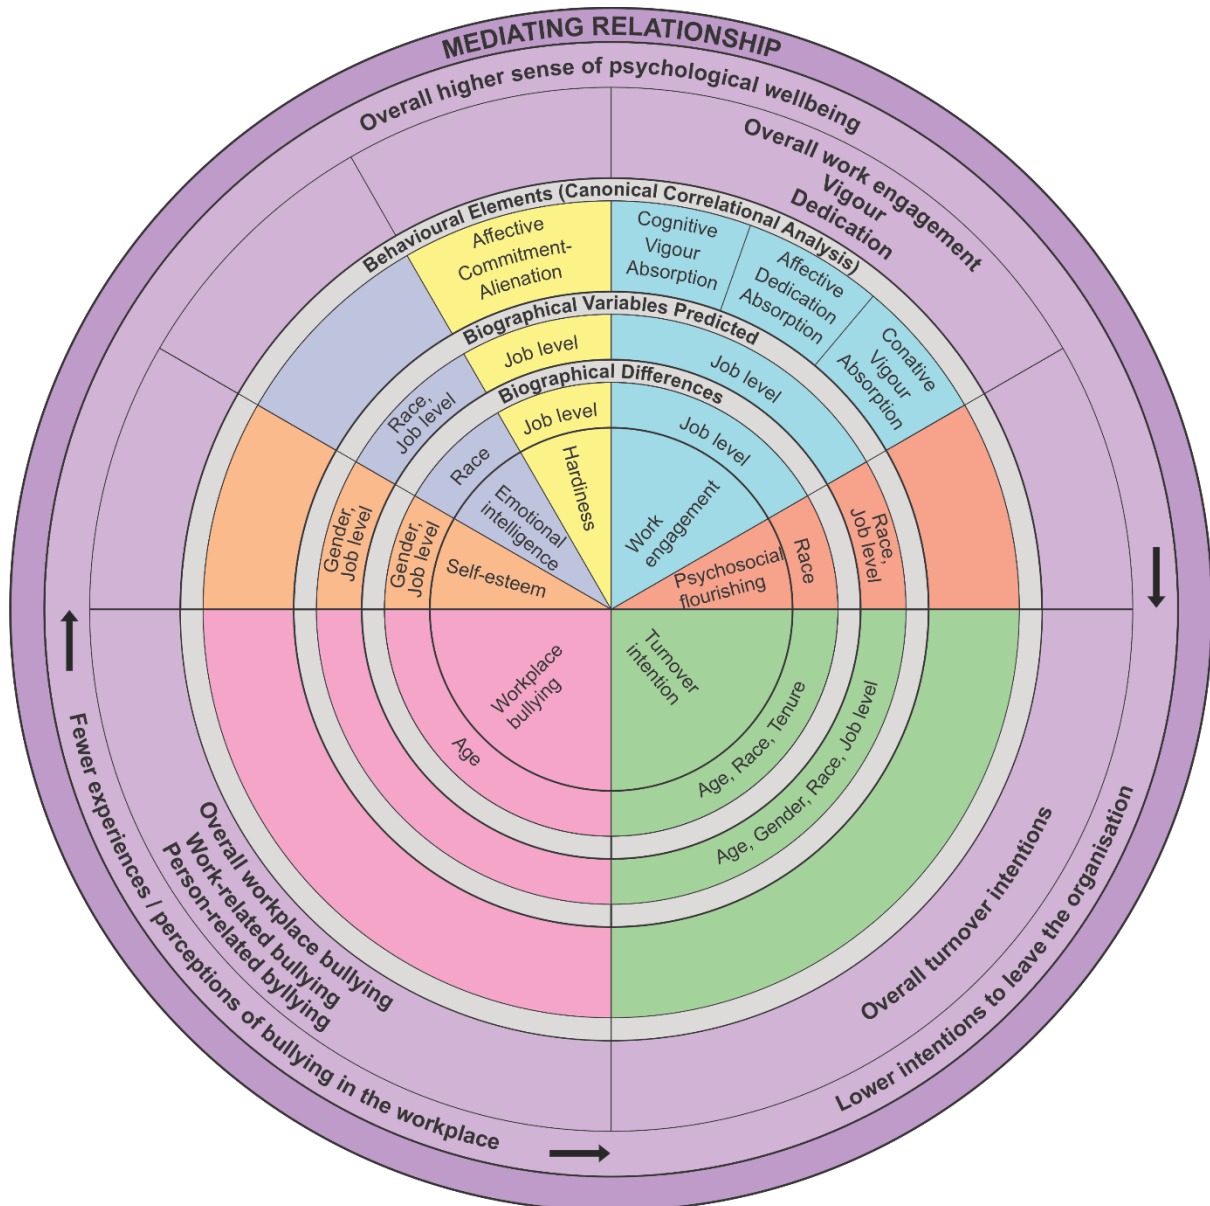 MEDIATING RELATIONSHIP
Overall higher sense of psychological wellbeing
Overall work engagement
Vigour
Dedication
Behavioural Elements (Canonical Correlational Analysis)
Affective
Commitment-
Alienation
Cognitive
Vigour
Absorption
Affective
Dedication
Absorption
Conative
Vigour
Absorption
Biographical Variables Predicted
Gender,
Job level
Race,
Job level
Job level
Job level
Race,
Job level
Biographical Differences
Gender,
Job level
Race
Job level
Job level
Race
Self-esteem
Emotional
intelligence
Hardiness
Work
engagement
Psychosocial
flourishing
Workplace
bullying
Turnover
intention
Age
Age, Race, Tenure
Age, Gender, Race, Job level
Overall workplace bullying
Work-related bullying
Person-related byllying
Fewer experiences / perceptions of bullying in the workplace
Overall turnover intentions
Lower intentions to leave the organisation